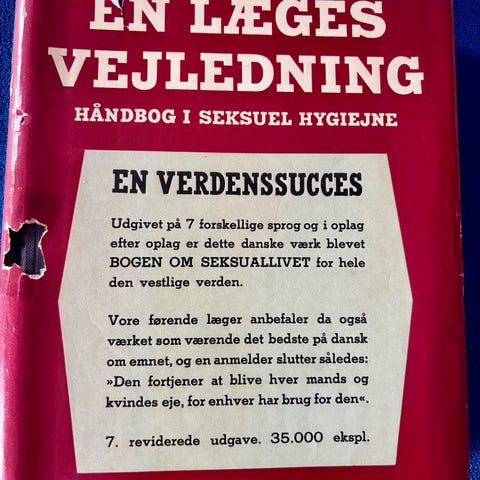 EN LÆGES
VEJLEDNING
HÅNDBOG I SEKSUEL HYGIEJNE
EN VERDENSSUCCES
Udgivet på 7 forskellige sprog og i oplag
efter oplag er dette danske værk blevet
BOGEN OM SEKSUALLIVET for hele
den vestlige verden.
Vore førende læger anbefaler da også
værket som værende det bedste på dansk
om emnet, og en anmelder slutter således:
»Den fortjener at blive hver mands og
kvindes eje, for enhver har brug for den«.
7. reviderede udgave. 35.000 ekspl.